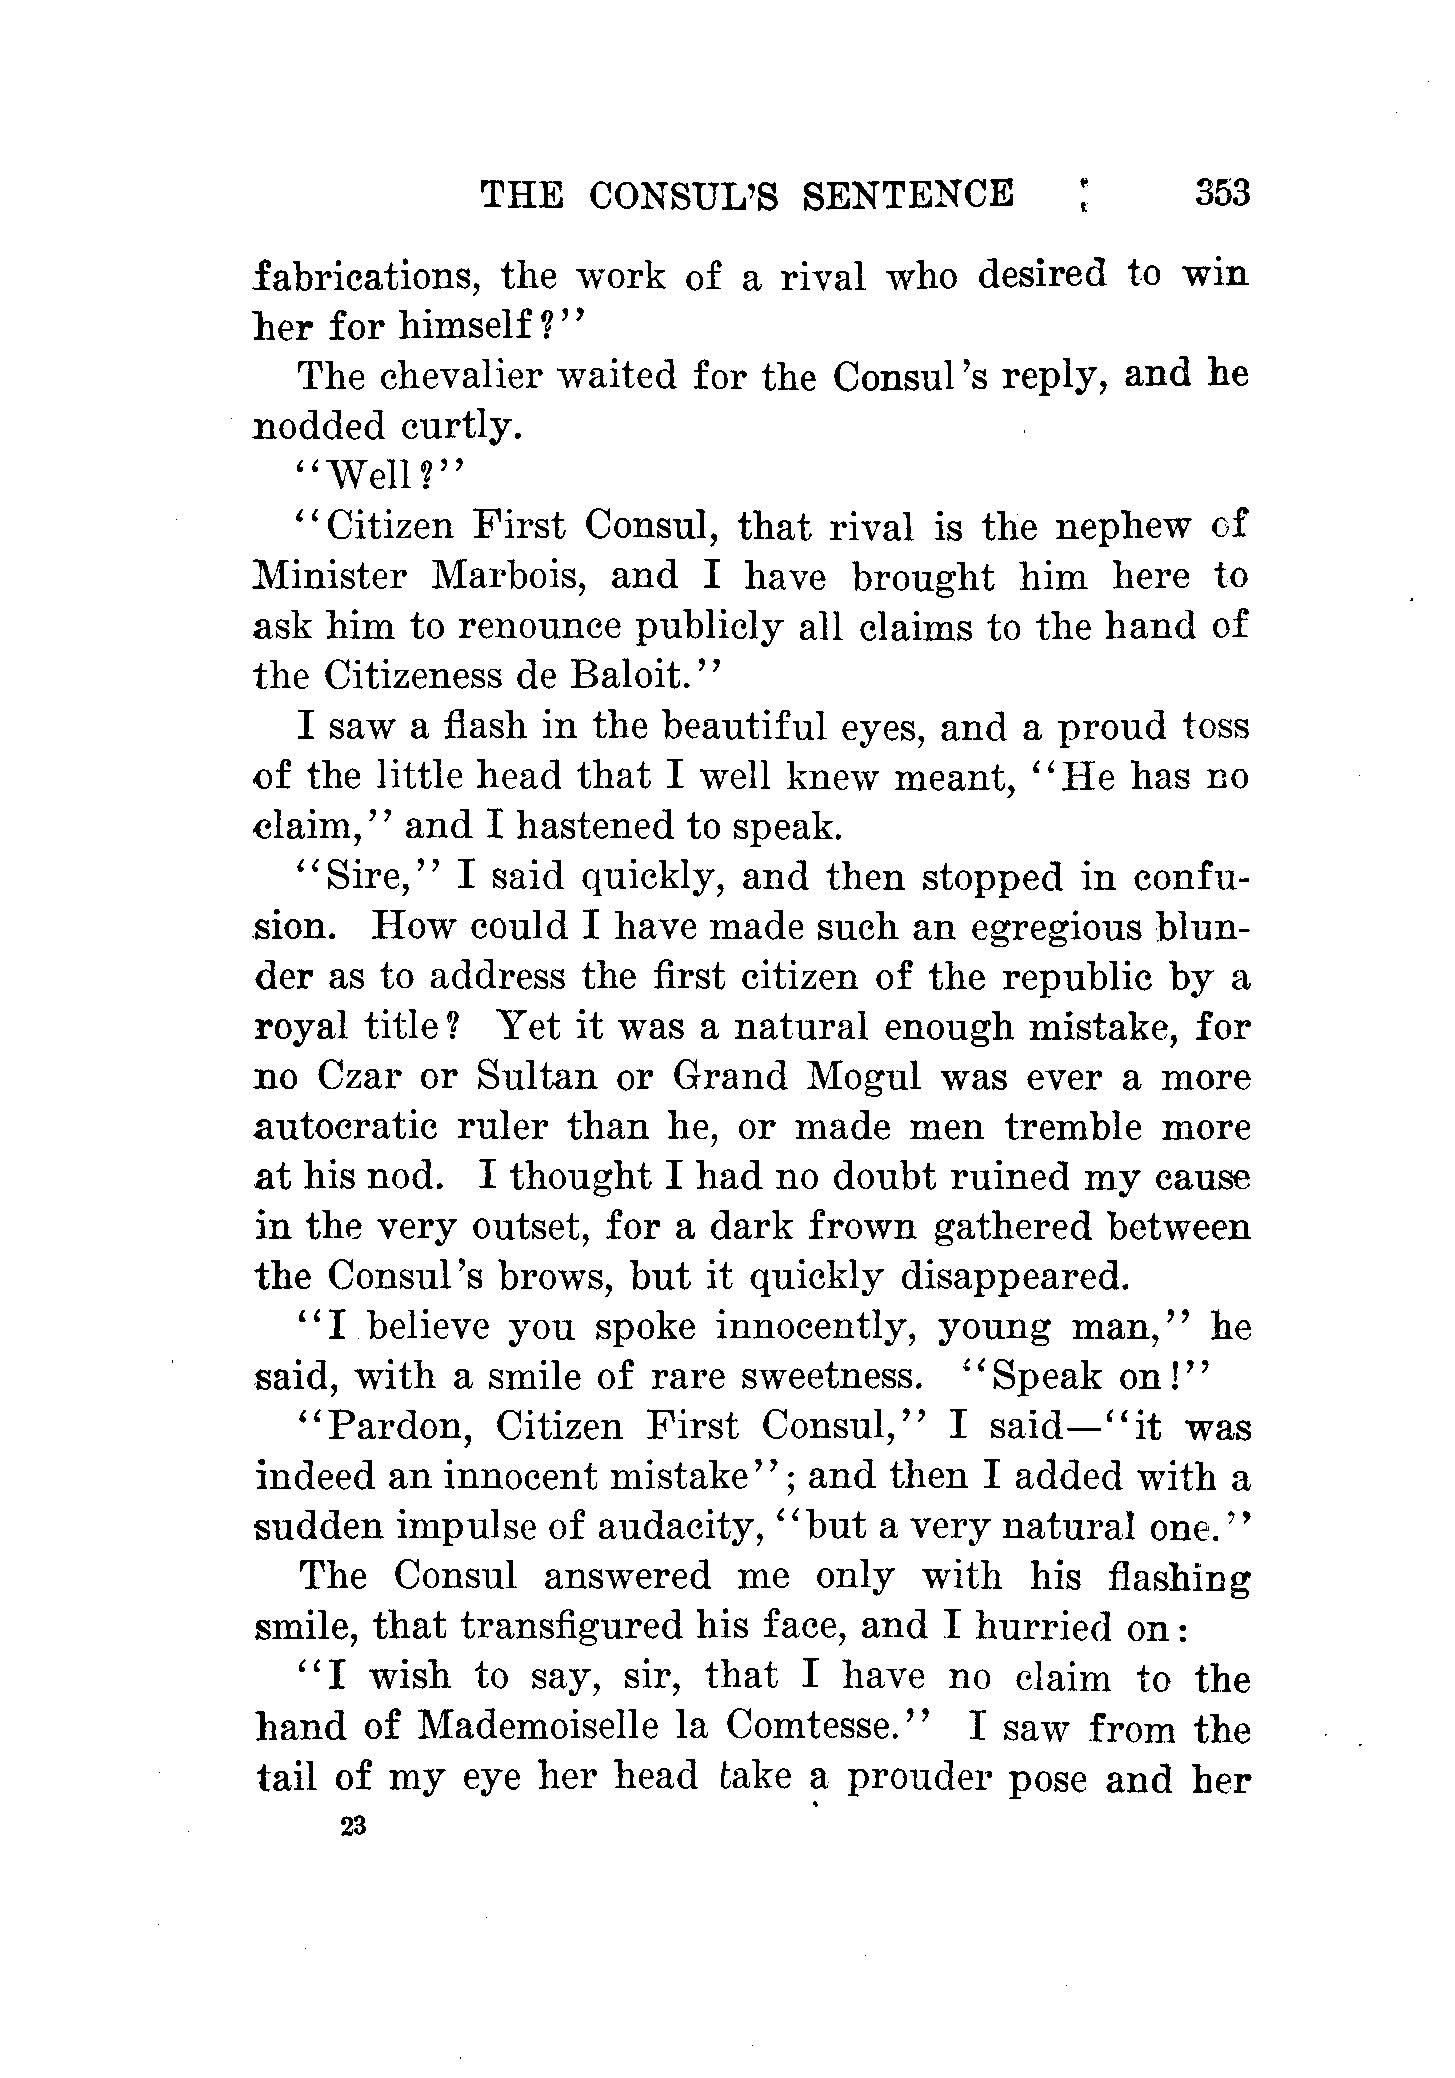 THE CONSUL'S SENTENCE 353
fabrications, the work of a rival who desired to win
her for himself?"
The chevalier waited for the Consul's reply, and he
nodded curtly.
"Well?"
"Citizen First Consul, that rival is the nephew of
Minister Marbois, and I have brought him here to
ask him to renounce publicly all claims to the hand of
the Citizeness de Baloit."
I saw a flash in the beautiful eyes, and a proud toss
of the little head that I well knew meant, "He has no
claim," and I hastened to speak.
"Sire," I said quickly, and then stopped in confu-
sion. How could I have made such an egregious blun-
der as to address the first citizen of the republic by a
royal title? Yet it was a natural enough mistake, for
no Czar or Sultan or Grand Mogul was ever a more
autocratic ruler than he, or made men tremble more
at his nod. I thought I had no doubt ruined my cause
in the very outset, for a dark frown gathered between
the Consul's brows, but it quickly disappeared.
"I believe you spoke innocently, young man," he
said, with a smile of rare sweetness. "Speak on!"
"Pardon, Citizen First Consul," I said—"it was
indeed an innocent mistake"; and then I added with a
sudden impulse of audacity, "but a very natural one."
The Consul answered me only with his flashing
smile, that transfigured his face, and I hurried on:
"I wish to say, sir, that I have no claim to the
hand of Mademoiselle la Comtesse." I saw from the
tail of my eye her head take a prouder pose and her
23